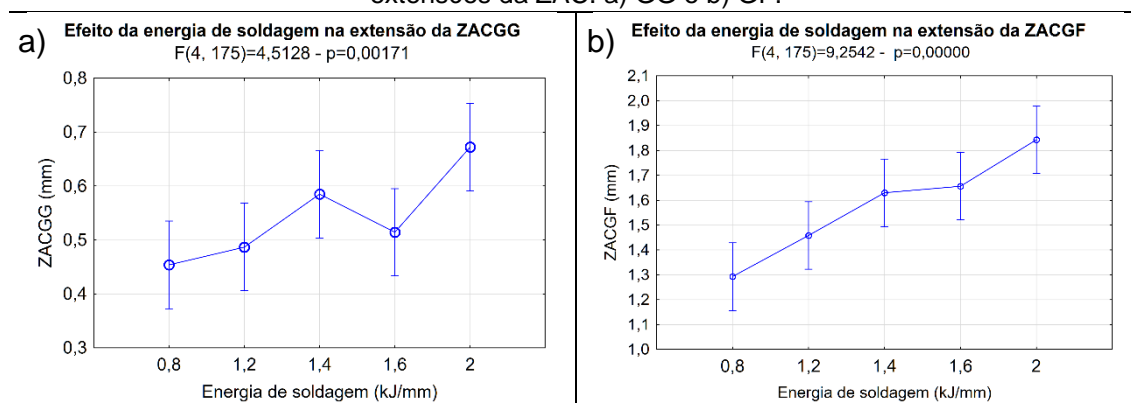 extensões da ZAC: a) GG e b) GF.
a)
Efeito da energia de soldagem na extensão da ZACGG
F(4, 175)=4,5128 - p=0,00171
0,8
0,7
0,6
0,5
0,4
0,3
ZACGG (mm)
0,8 1,2 1,4 1,6 2
Energia de soldagem (kJ/mm)
b)
Efeito da energia de soldagem na extensão da ZACGF
F(4, 175)=9,2542 - p=0,00000
2,1
2,0
1,9
1,8
1,7
1,6
1,5
1,4
1,3
1,2
1,1
1,0
ZACGF (mm)
0,8 1,2 1,4 1,6 2
Energia de soldagem (kJ/mm)